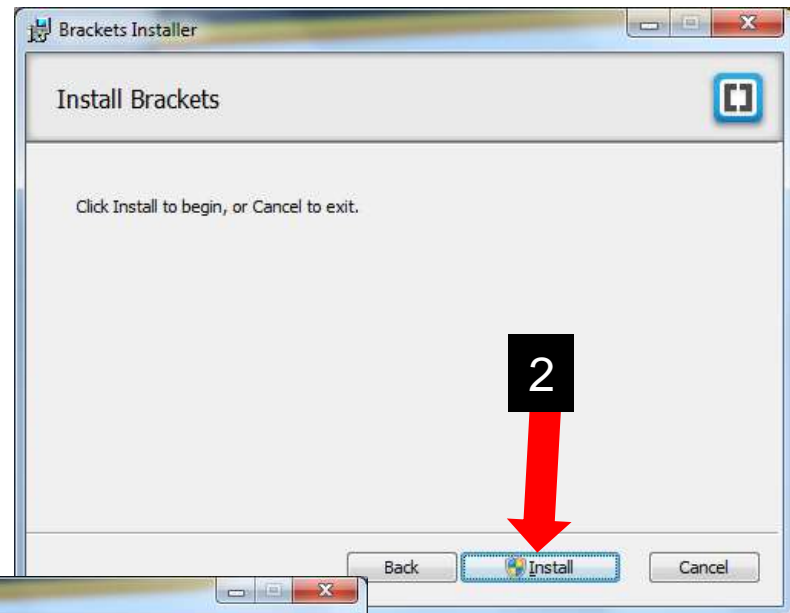 Brackets Installer
Install Brackets
Click Install to begin, or Cancel to exit.
2
Back Install Cancel